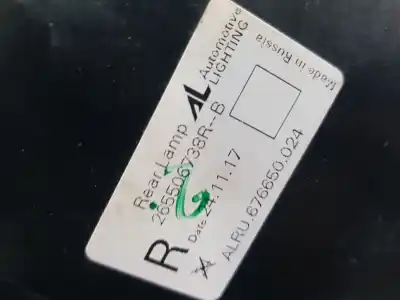 AL Automotive
LIGHTING
Made in Russia
Rear Lamp
265506738R--B
R
Date 24.11.17
ALRU.676650.024